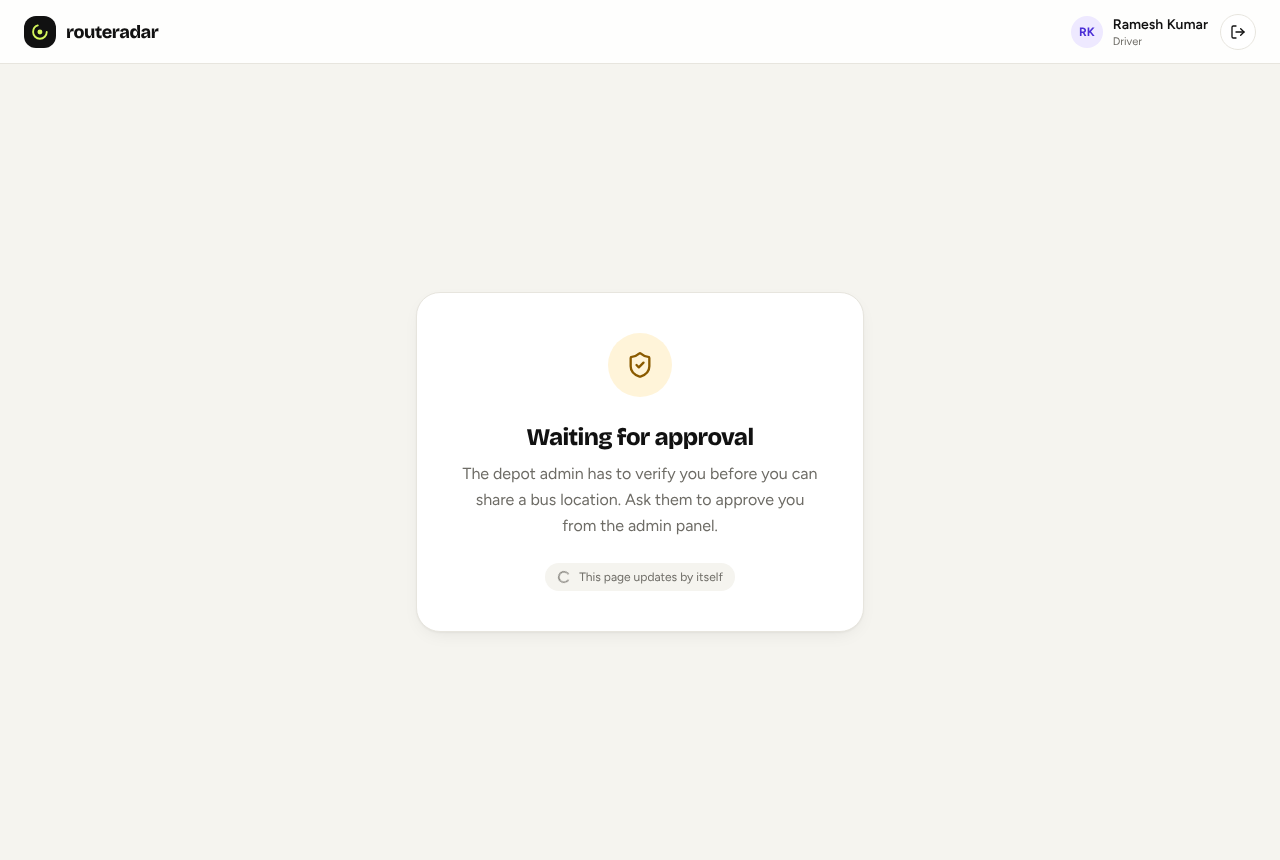 routeradar
RK
Ramesh Kumar
Driver
Waiting for approval
The depot admin has to verify you before you can
share a bus location. Ask them to approve you
from the admin panel.
This page updates by itself